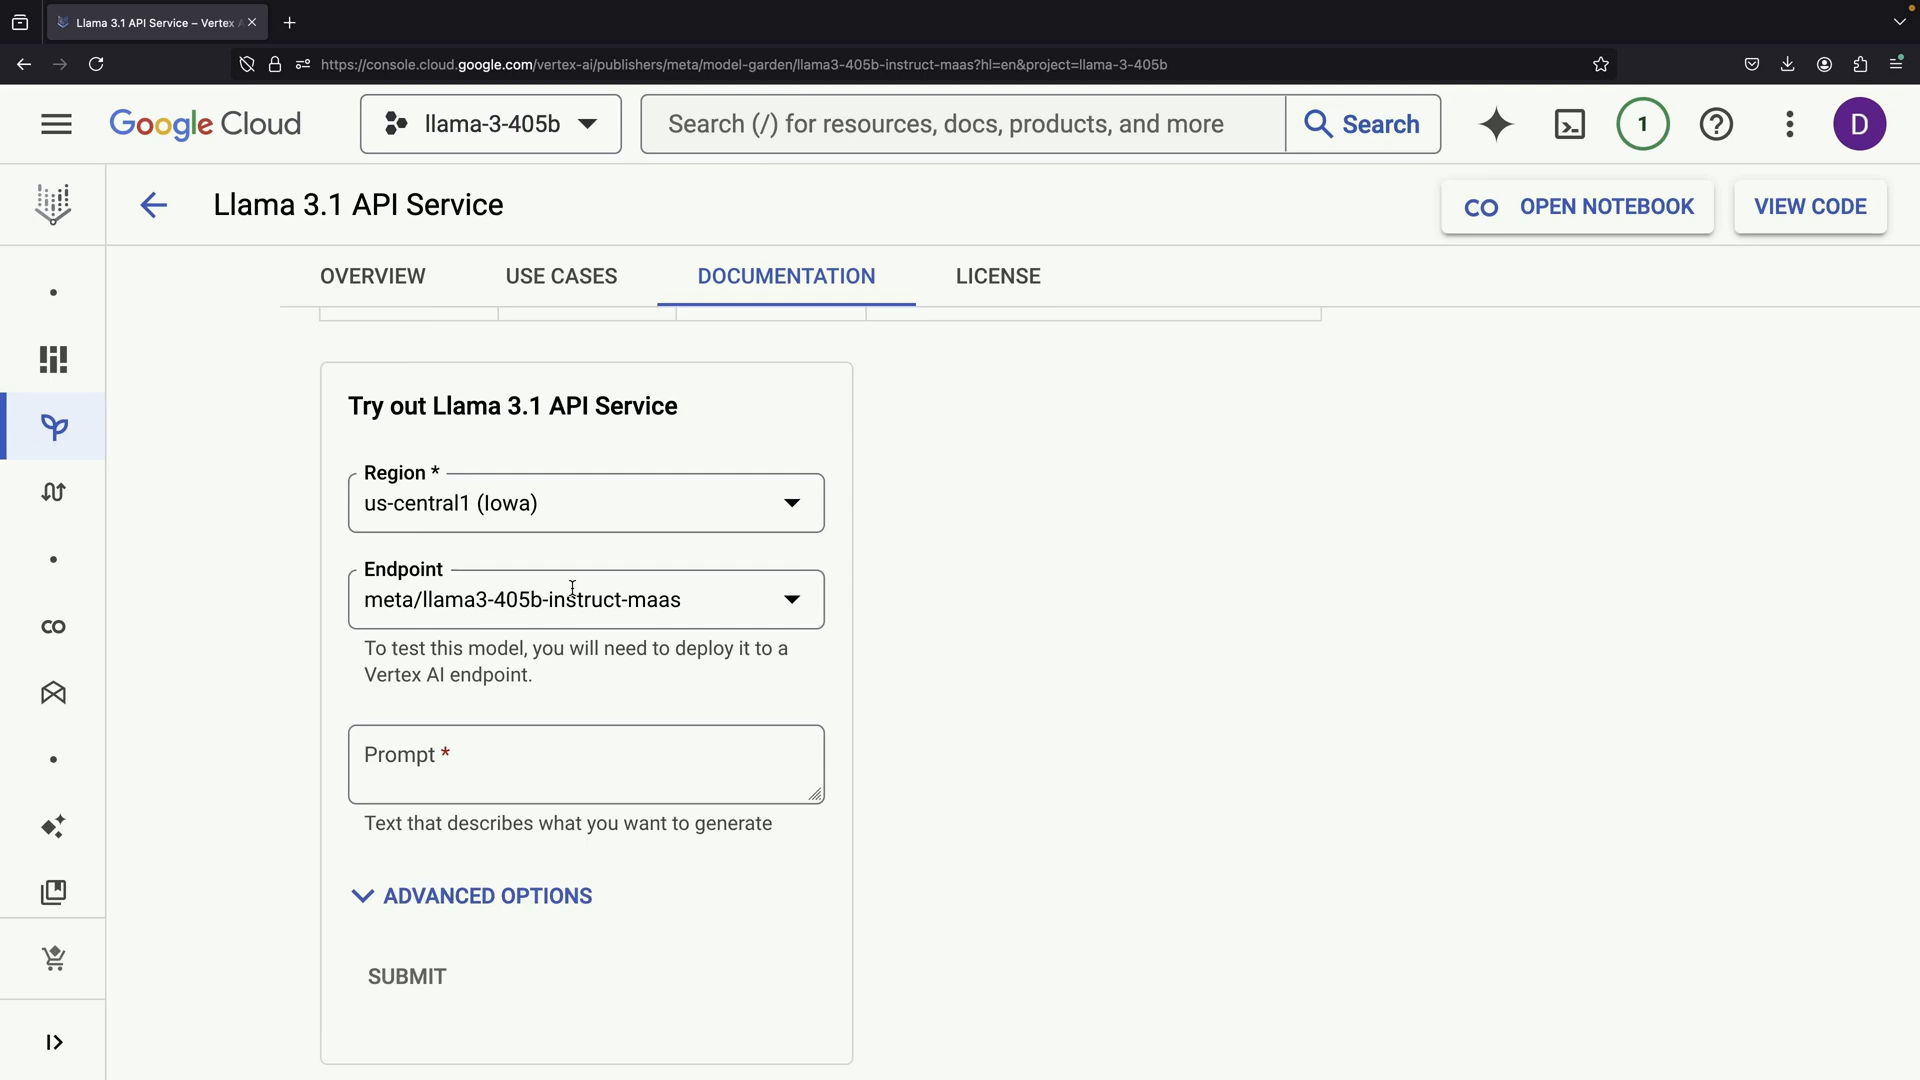 Llama 3.1 API Service – Vertex A
https://console.cloud.google.com/vertex-ai/publishers/meta/model-garden/llama3-405b-instruct-maas?hl=en&project=llama-3-405b
Google Cloud
llama-3-405b
Search (/) for resources, docs, products, and more
Search
1
D
Llama 3.1 API Service
OPEN NOTEBOOK
VIEW CODE
OVERVIEW
USE CASES
DOCUMENTATION
LICENSE
Try out Llama 3.1 API Service
Region *
us-central1 (Iowa)
Endpoint
meta/llama3-405b-instruct-maas
To test this model, you will need to deploy it to a
Vertex AI endpoint.
Prompt *
Text that describes what you want to generate
ADVANCED OPTIONS
SUBMIT